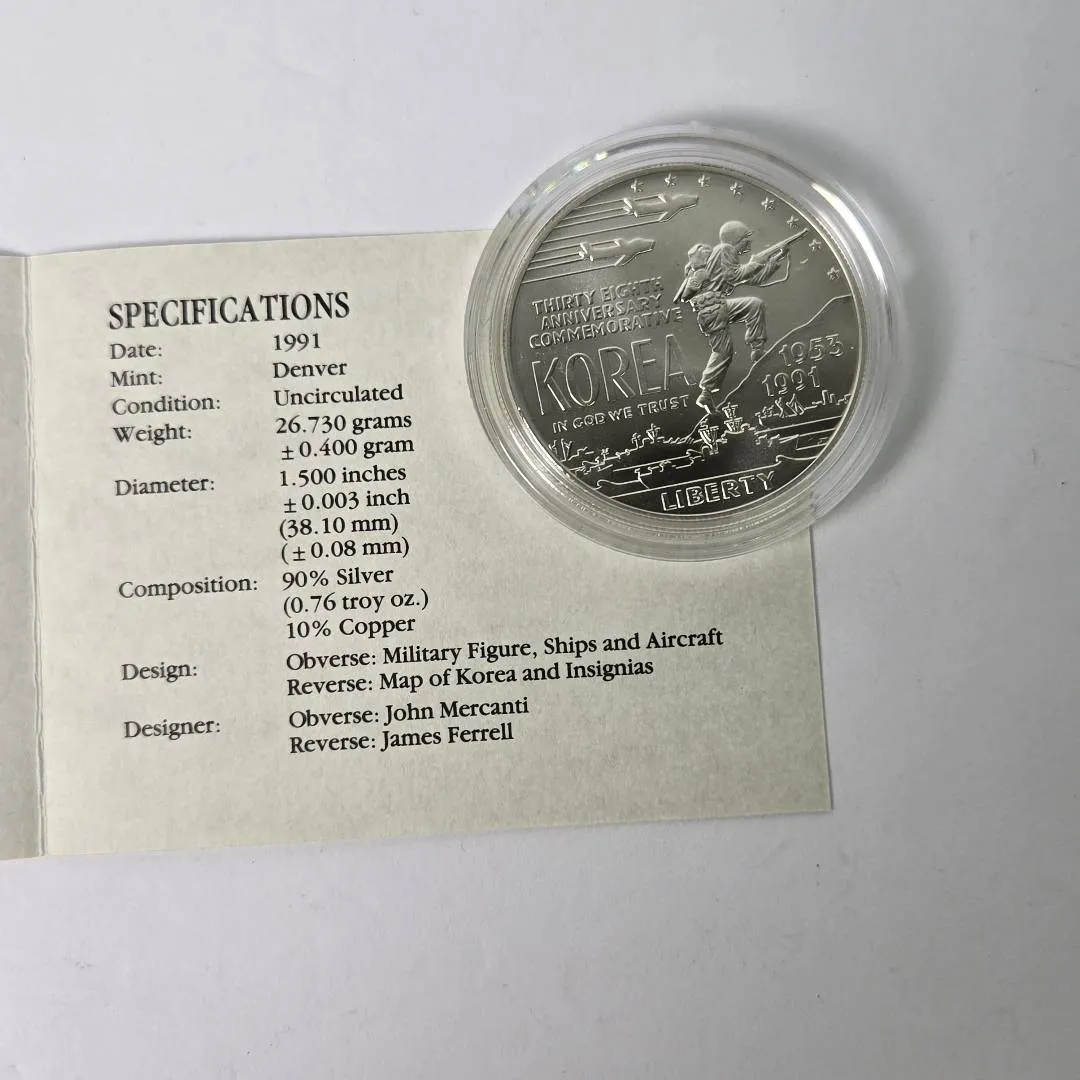 SPECIFICATIONS
Date: 1991
Mint: Denver
Condition: Uncirculated
Weight: 26.730 grams
± 0.400 gram
Diameter: 1.500 inches
± 0.003 inch
(38.10 mm)
(± 0.08 mm)
Composition: 90% Silver
(0.76 troy oz.)
10% Copper
Design: Obverse: Military Figure, Ships and Aircraft
Reverse: Map of Korea and Insignias
Designer: Obverse: John Mercanti
Reverse: James Ferrell
THIRTY EIGHTH
ANNIVERSARY
COMMEMORATIVE
KOREA
IN GOD WE TRUST
1953
1991
LIBERTY